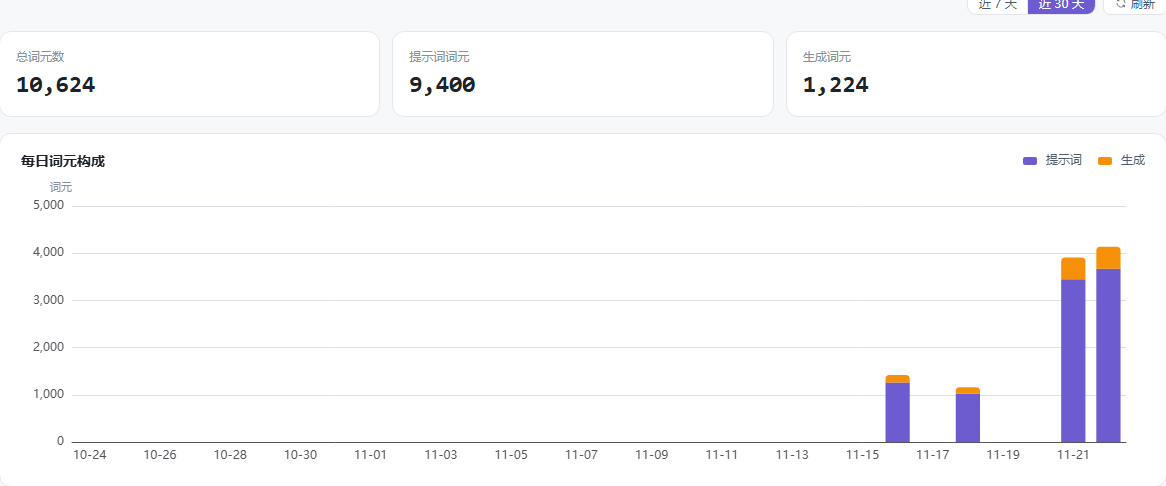 近 7 天 近 30 天 刷新
总词元数 提示词词元 生成词元
10,624 9,400 1,224
每日词元构成 提示词 生成
词元
5,000
4,000
3,000
2,000
1,000
0
10-24 10-26 10-28 10-30 11-01 11-03 11-05 11-07 11-09 11-11 11-13 11-15 11-17 11-19 11-21